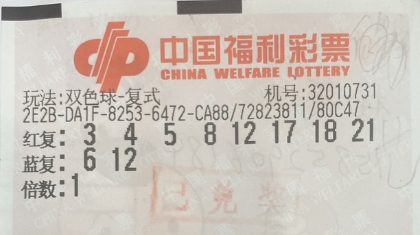 中国福利彩票
CHINA WELFARE LOTTERY
玩法:双色球-复式 机号:32010731
2E2B-DA1F-8253-6472-CA88/72823811/80C47
红复: 3 4 5 8 12 17 18 21
蓝复: 6 12
倍数:1
已兑奖